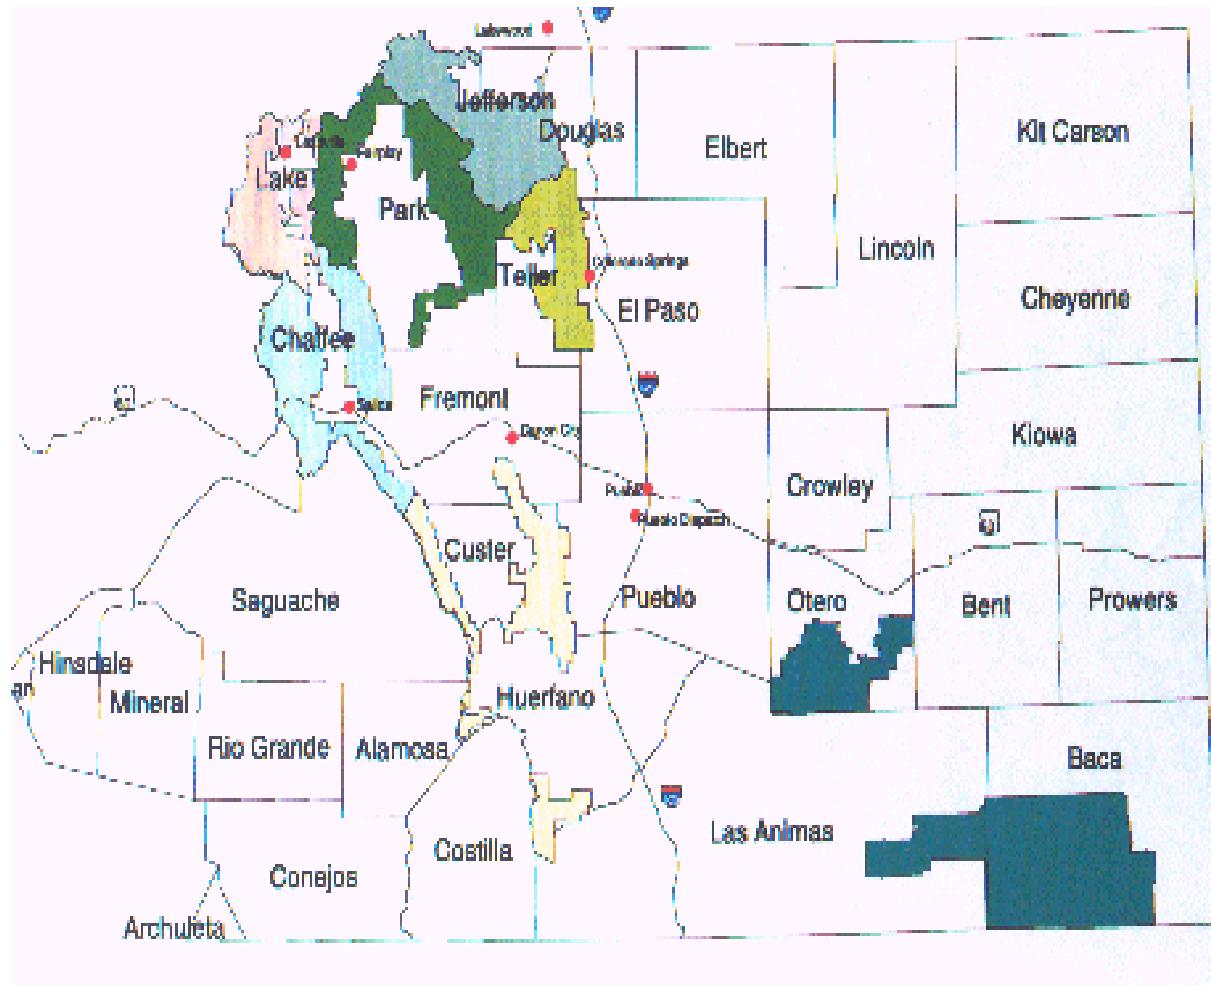 Lakewood
Jefferson
Douglas
Elbert
Kit Carson
Leadville
Fairplay
Lake
Park
Lincoln
Colorado Springs
Teller
El Paso
Cheyenne
Chaffee
Fremont
Salida
Canon City
Kiowa
Crowley
Pueblo
Pueblo Dispatch
Custer
Saguache
Pueblo
Otero
Bent
Prowers
Hinsdale
an
Mineral
Huerfano
Rio Grande
Alamosa
Baca
Las Animas
Costilla
Conejos
Archuleta